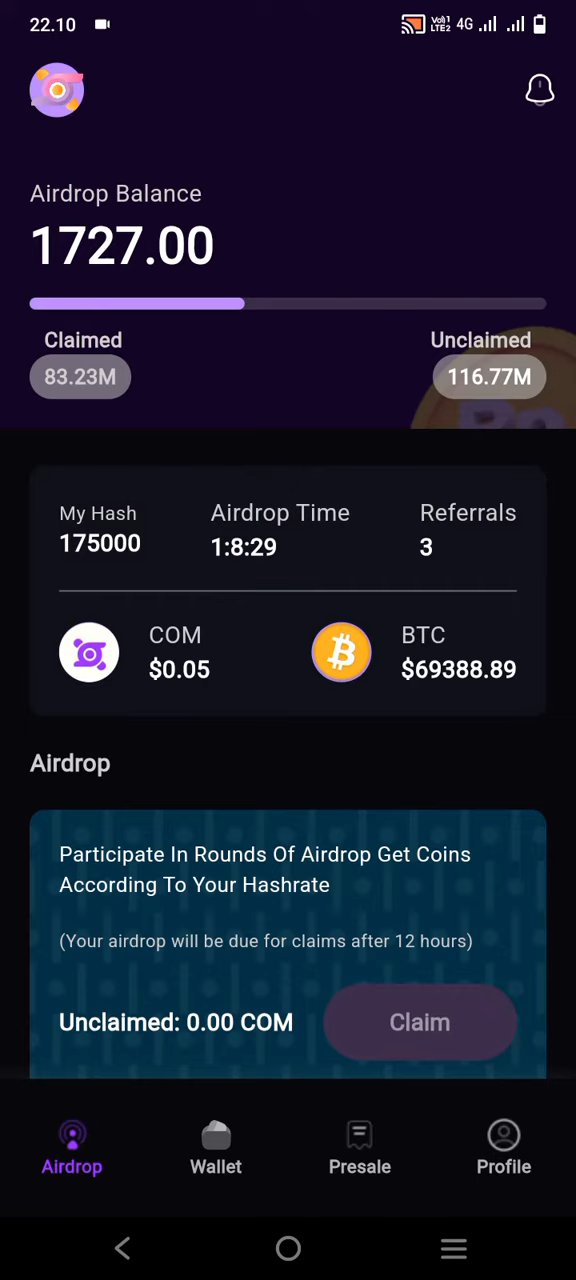 22.10
Vo1) LTE2 4G
Airdrop Balance
1727.00
Claimed
Unclaimed
83.23M
116.77M
My Hash
Airdrop Time
Referrals
175000
1:8:29
3
COM
BTC
$0.05
$69388.89
Airdrop
Participate In Rounds Of Airdrop Get Coins
According To Your Hashrate
(Your airdrop will be due for claims after 12 hours)
Unclaimed: 0.00 COM
Claim
Airdrop
Wallet
Presale
Profile